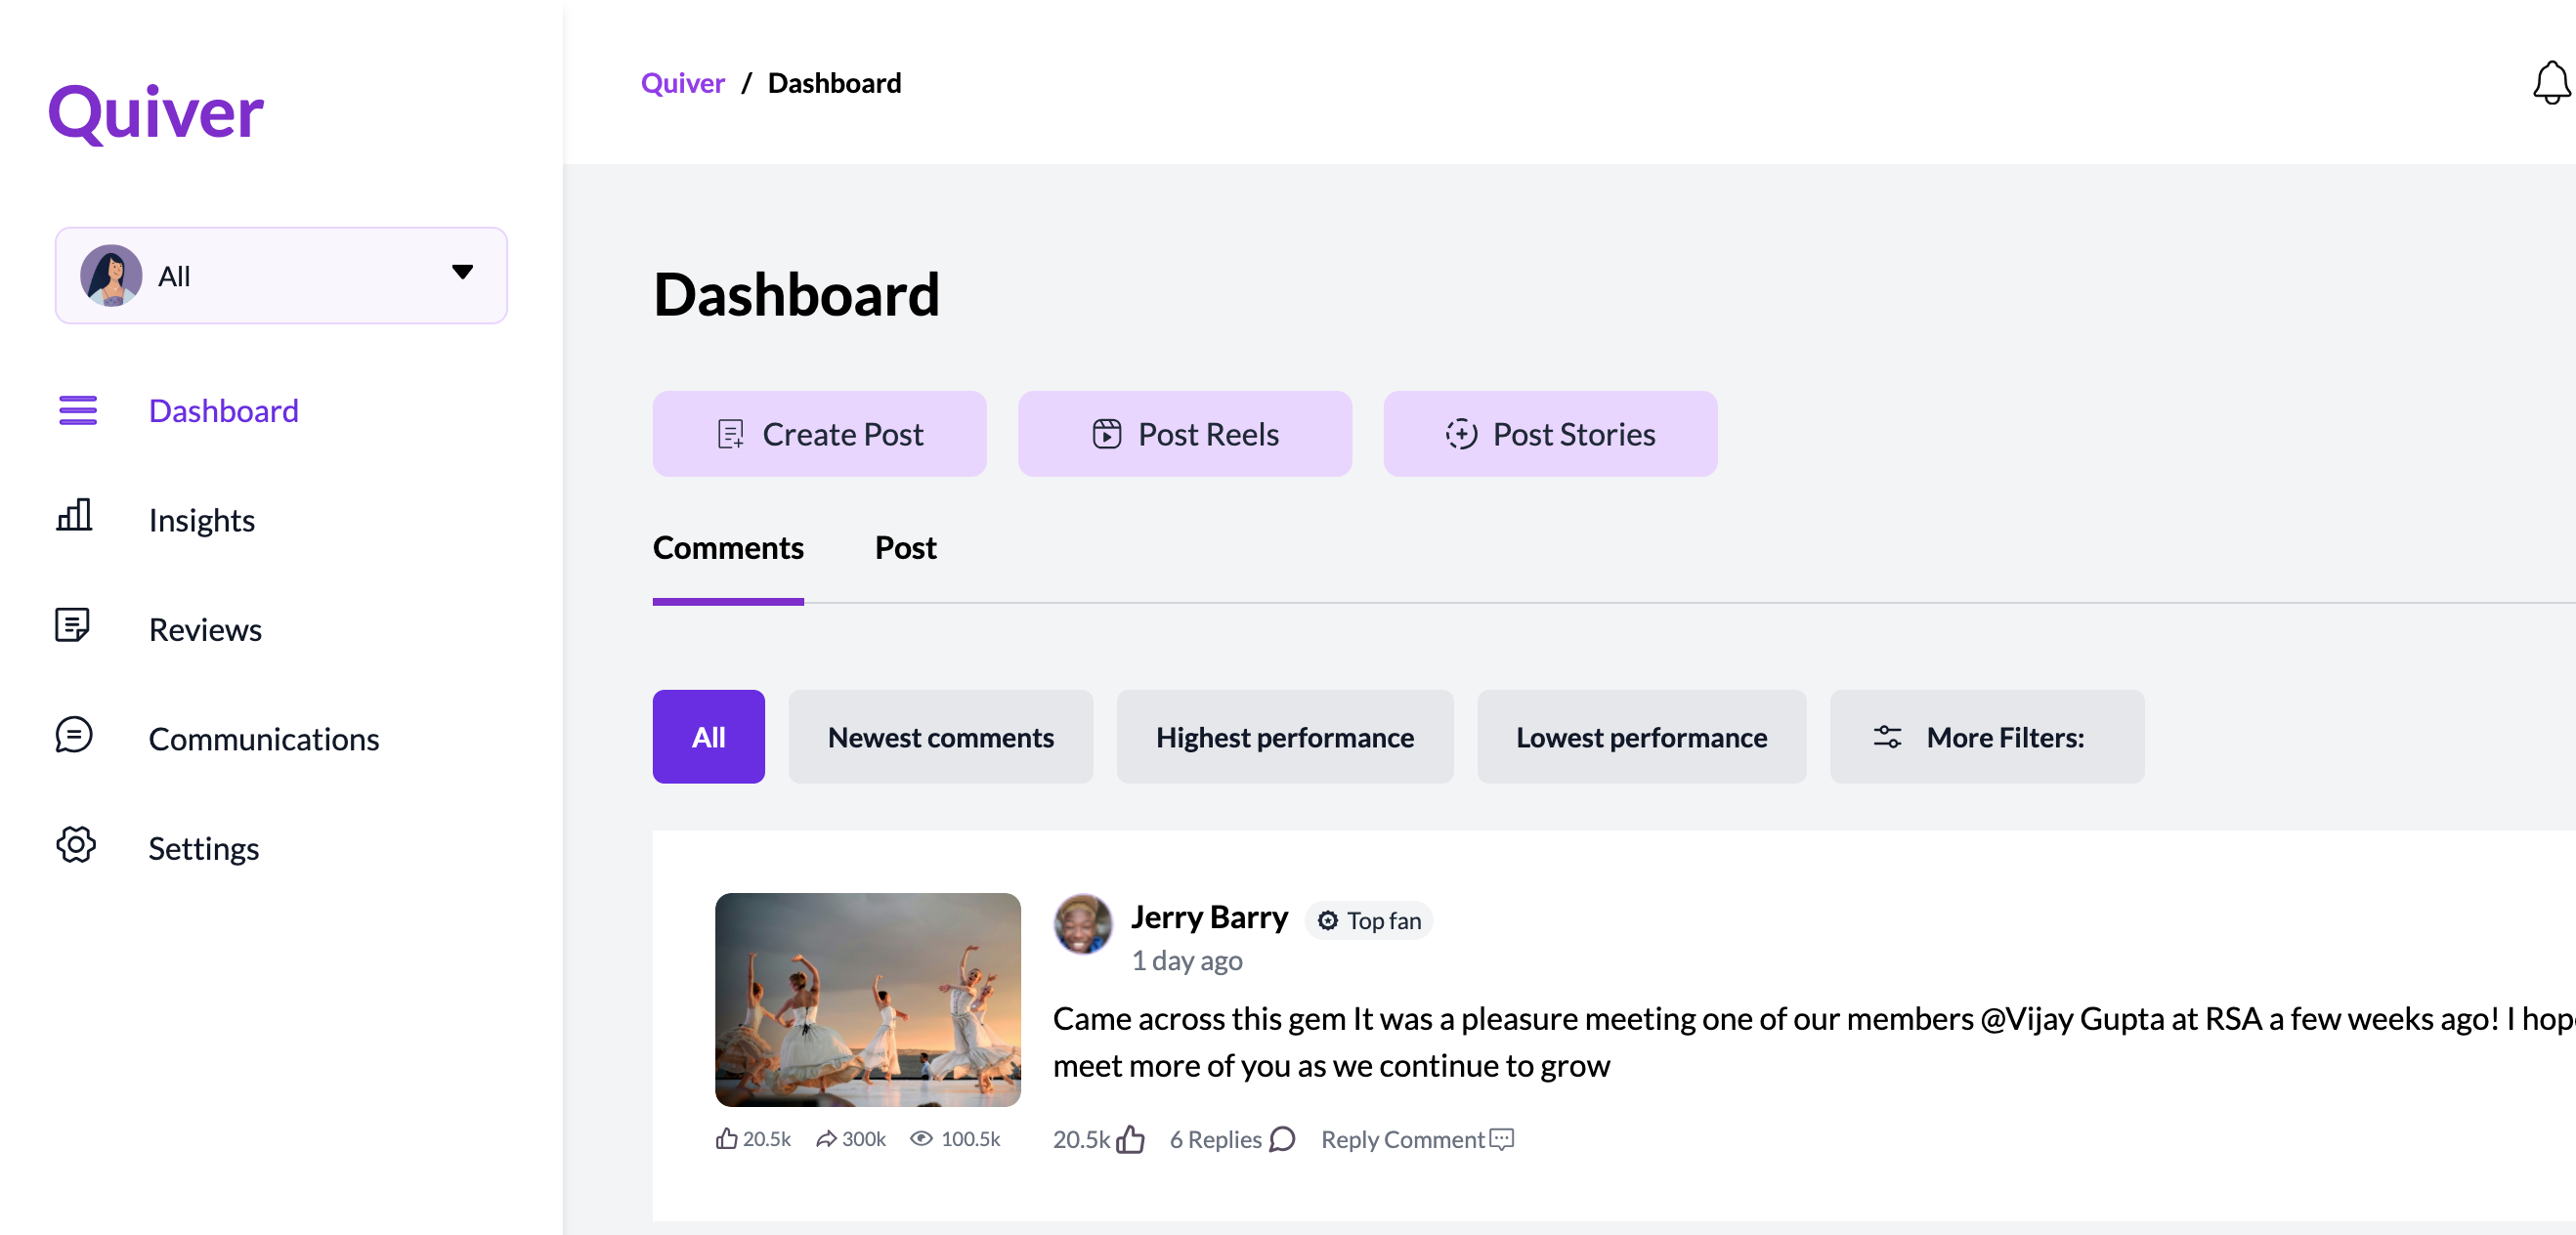 Quiver
All
Dashboard
Insights
Reviews
Communications
Settings
Quiver / Dashboard
Dashboard
Create Post
Post Reels
Post Stories
Comments
Post
All
Newest comments
Highest performance
Lowest performance
More Filters:
Jerry Barry
Top fan
1 day ago
Came across this gem It was a pleasure meeting one of our members @Vijay Gupta at RSA a few weeks ago! I
meet more of you as we continue to grow
20.5k 300k 100.5k
20.5k 6 Replies Reply Comment